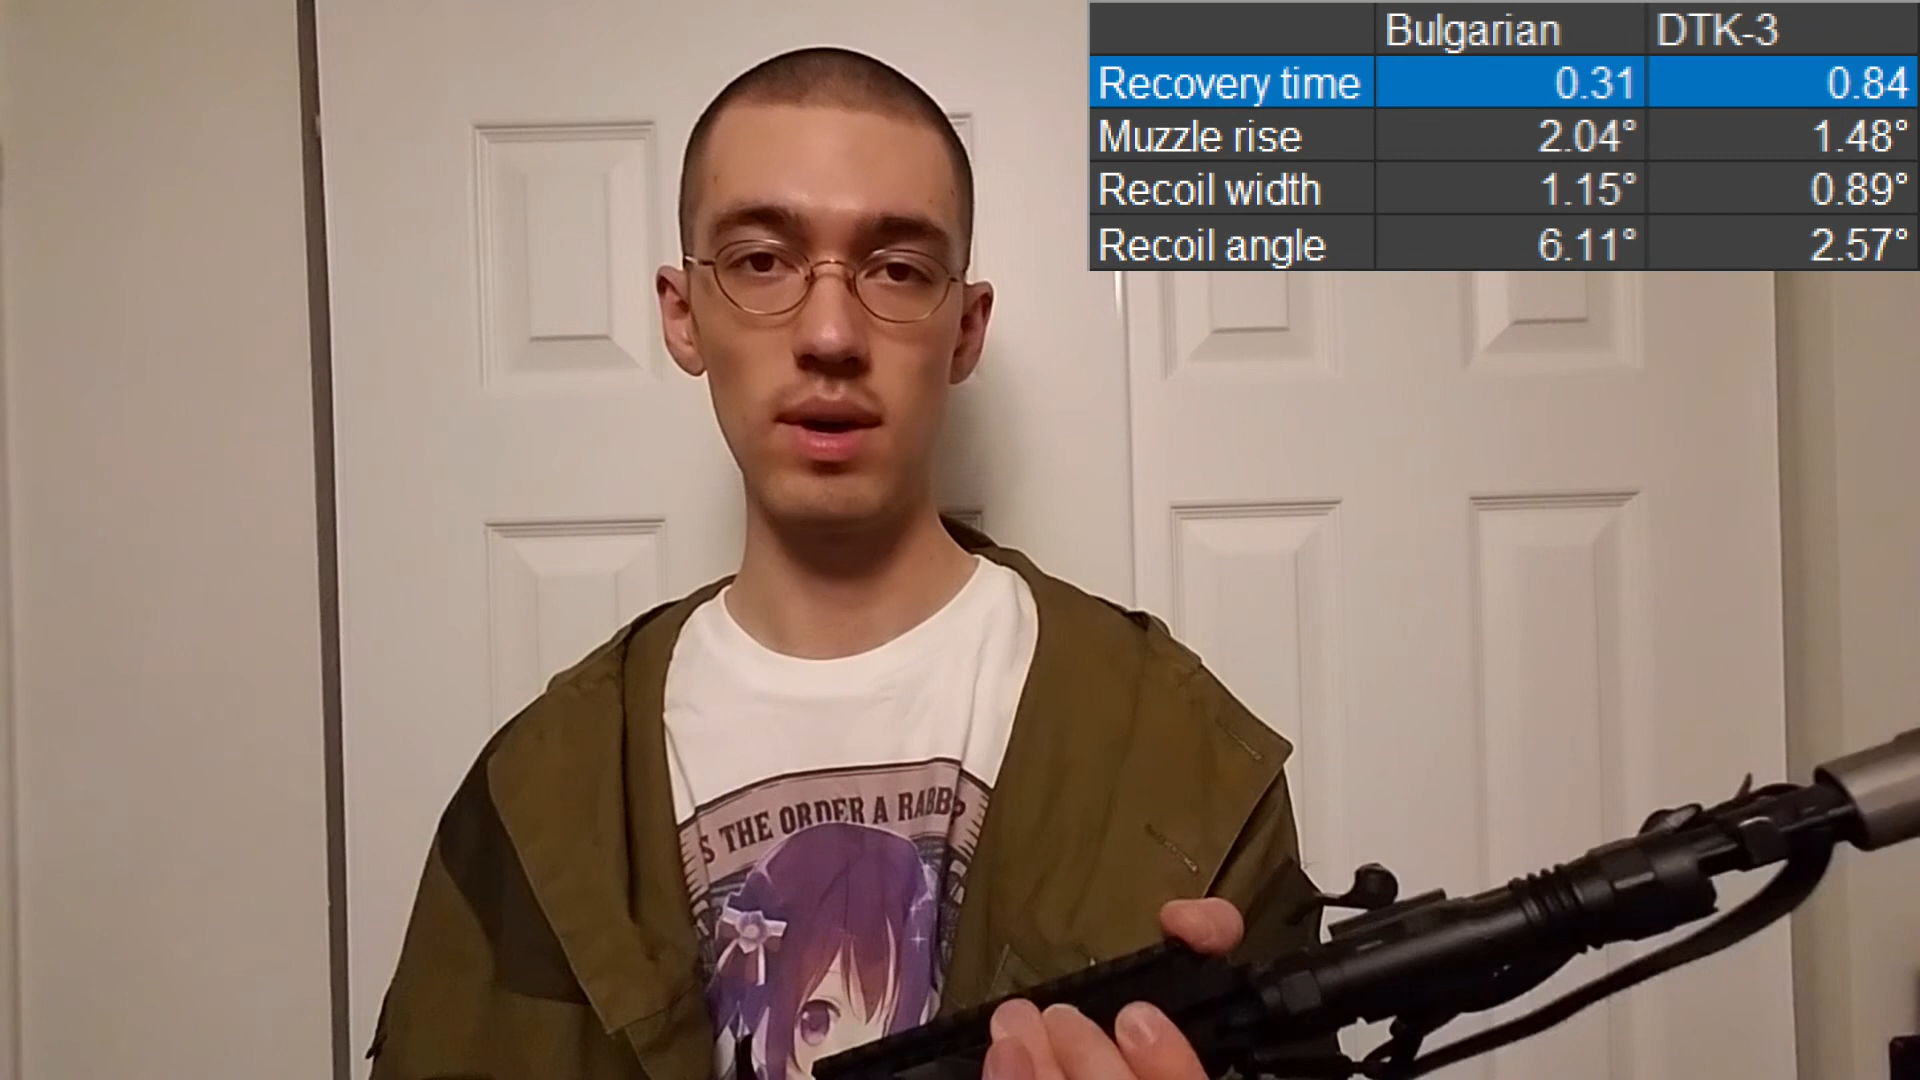 Bulgarian DTK-3
Recovery time 0.31 0.84
Muzzle rise 2.04° 1.48°
Recoil width 1.15° 0.89°
Recoil angle 6.11° 2.57°
S THE ORDER A RABB